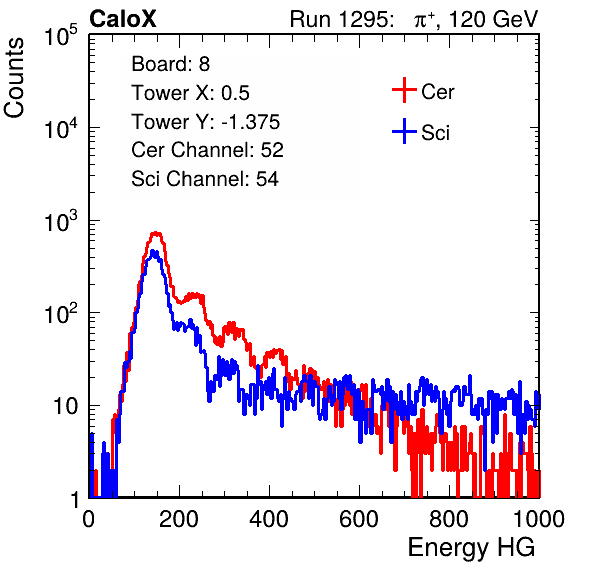 CaloX Run 1295: π⁺, 120 GeV
Counts
10⁵
10⁴
10³
10²
10
1
Board: 8
Tower X: 0.5
Tower Y: -1.375
Cer Channel: 52
Sci Channel: 54
Cer
Sci
0 200 400 600 800 1000
Energy HG